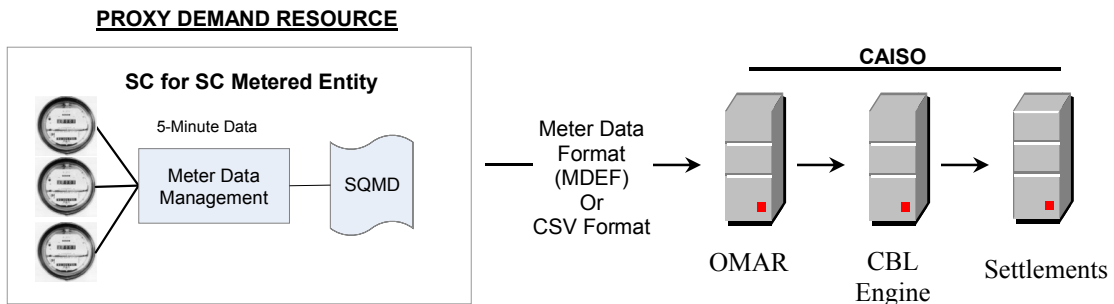 PROXY DEMAND RESOURCE
SC for SC Metered Entity
5-Minute Data
Meter Data
Management
SQMD
Meter Data
Format
(MDEF)
Or
CSV Format
CAISO
OMAR
CBL
Engine
Settlements